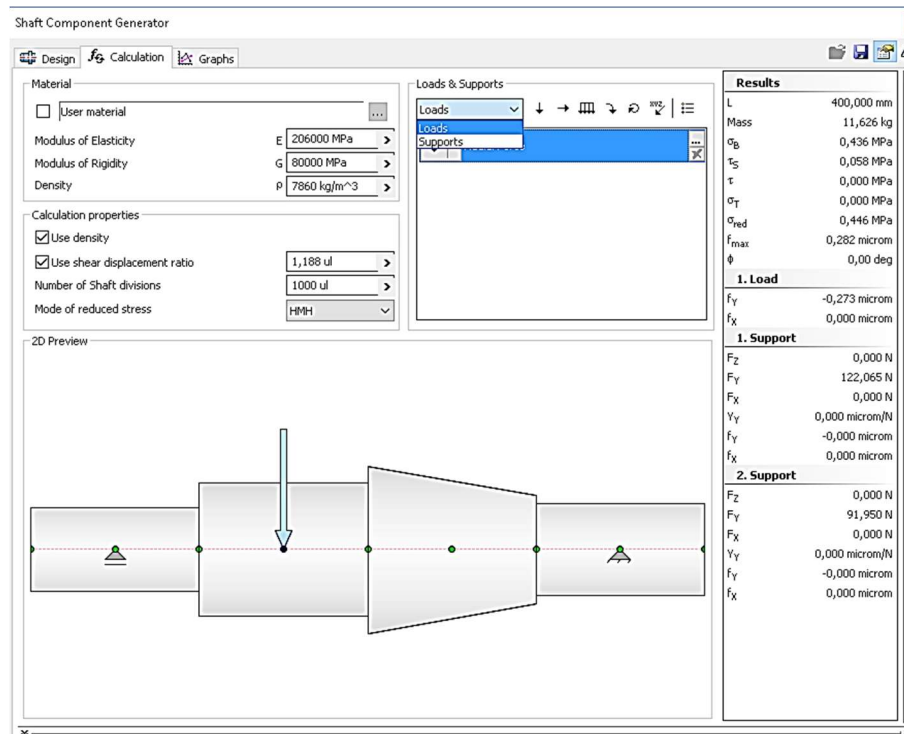 Shaft Component Generator
Design
Calculation
Graphs
Material
User material
...
Modulus of Elasticity E 206000 MPa
Modulus of Rigidity G 80000 MPa
Density ρ 7860 kg/m^3
Calculation properties
Use density
Use shear displacement ratio 1,188 ul
Number of Shaft divisions 1000 ul
Mode of reduced stress HMH
Loads & Supports
Loads
Loads
Supports
...
2D Preview
Results
L 400,000 mm
Mass 11,626 kg
σB 0,436 MPa
τS 0,058 MPa
τ 0,000 MPa
σT 0,000 MPa
σred 0,446 MPa
fmax 0,282 microm
ϕ 0,00 deg
1. Load
fY -0,273 microm
fX 0,000 microm
1. Support
FZ 0,000 N
FY 122,065 N
FX 0,000 N
YY 0,000 microm/N
fY -0,000 microm
fX 0,000 microm
2. Support
FZ 0,000 N
FY 91,950 N
FX 0,000 N
YY 0,000 microm/N
fY -0,000 microm
fX 0,000 microm